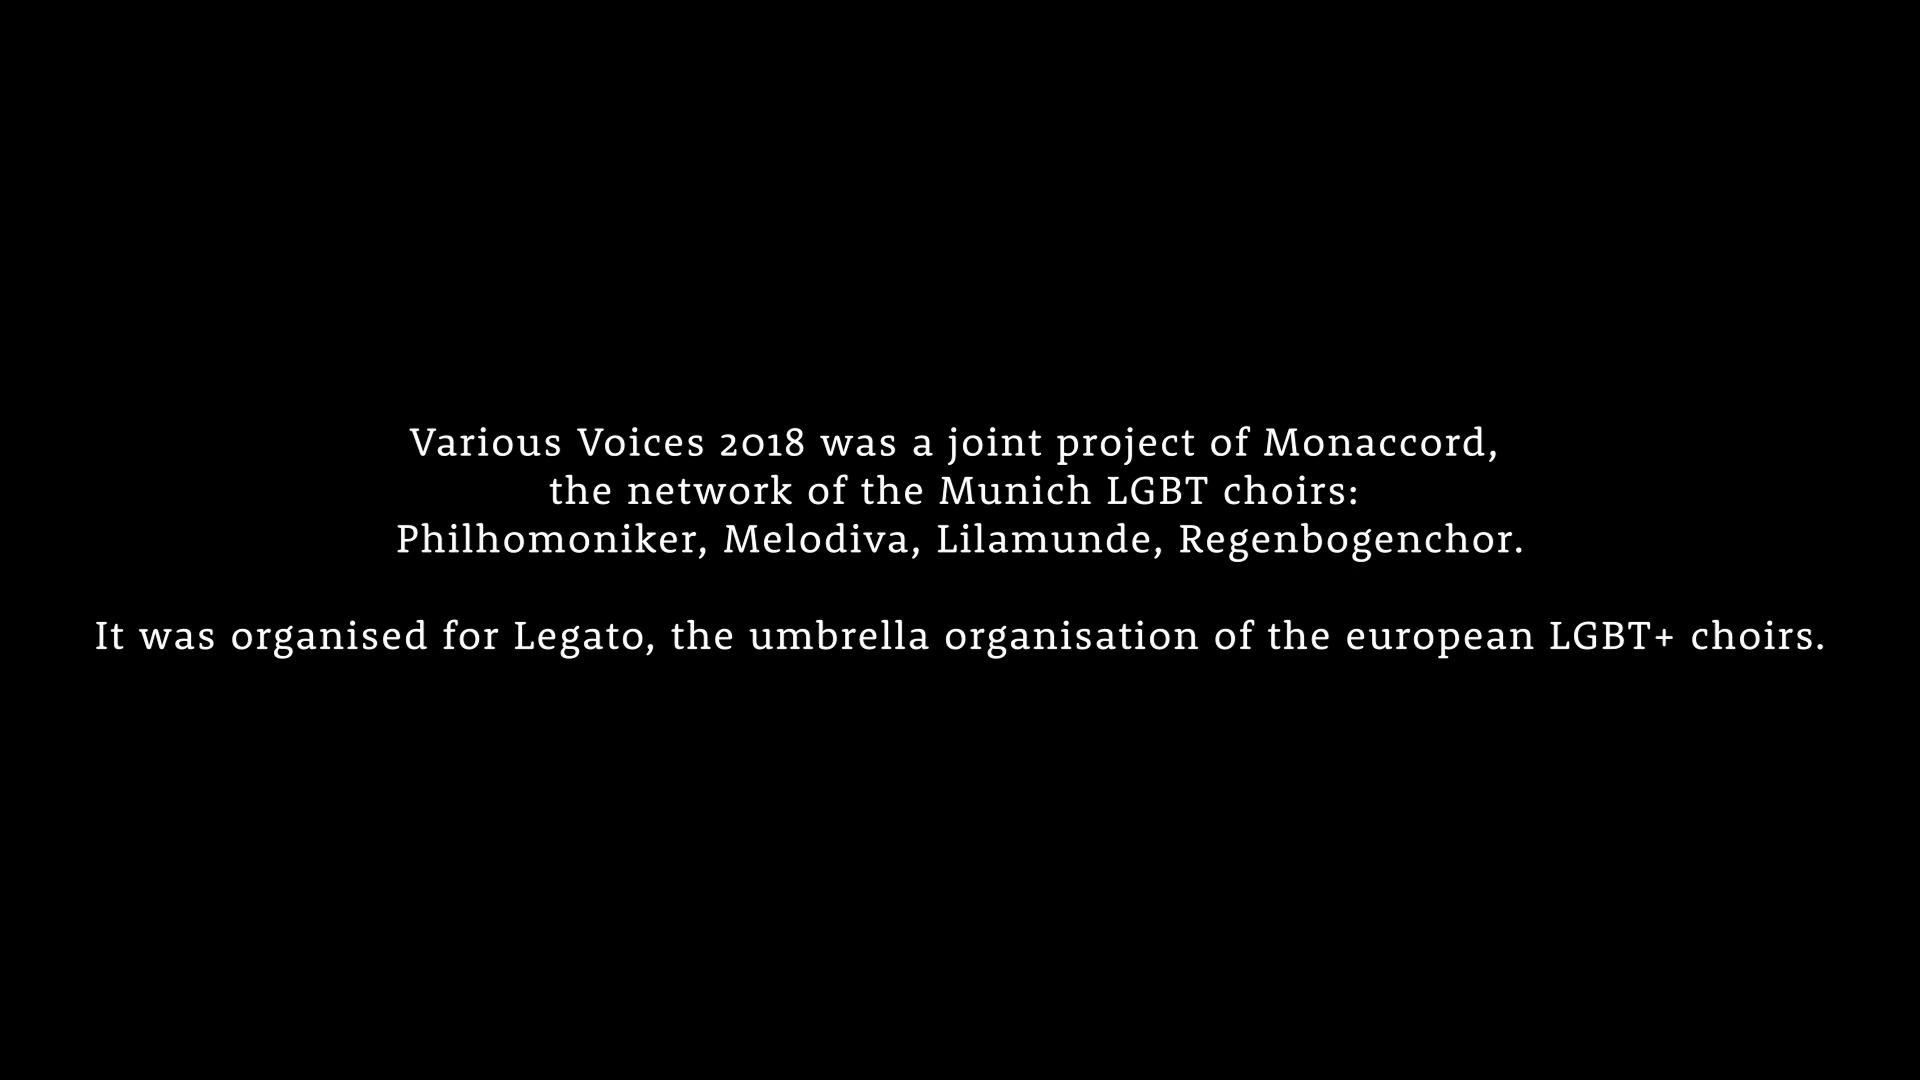 Various Voices 2018 was a joint project of Monaccord,
the network of the Munich LGBT choirs:
Philhomoniker, Melodiva, Lilamunde, Regenbogenchor.
It was organised for Legato, the umbrella organisation of the european LGBT+ choirs.